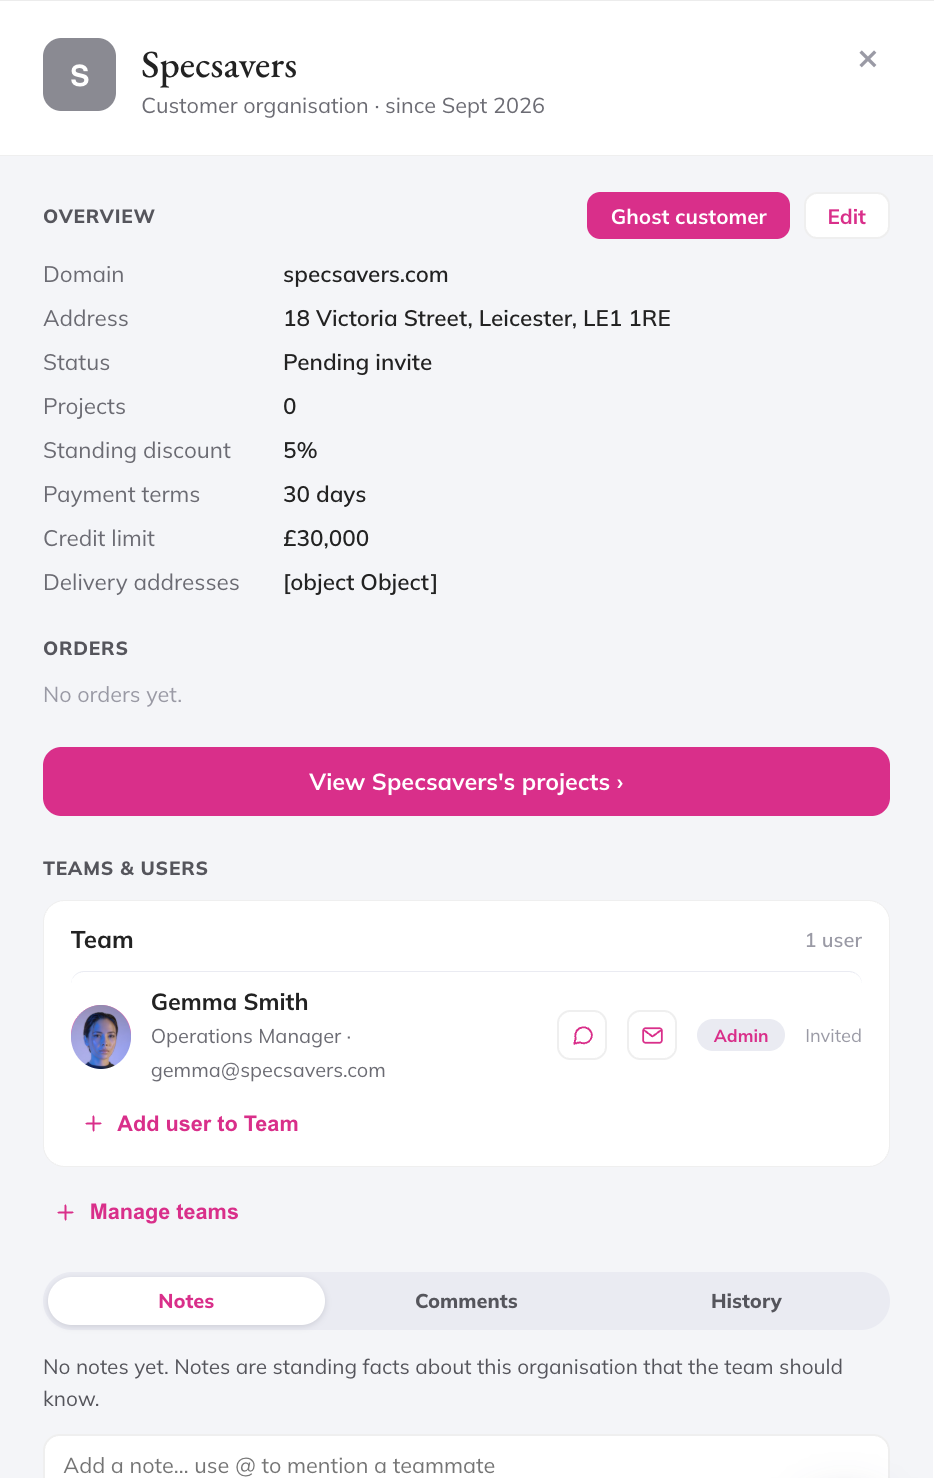 S
Specsavers
Customer organisation · since Sept 2026
×
OVERVIEW
Ghost customer
Edit
Domain specsavers.com
Address 18 Victoria Street, Leicester, LE1 1RE
Status Pending invite
Projects 0
Standing discount 5%
Payment terms 30 days
Credit limit £30,000
Delivery addresses [object Object]
ORDERS
No orders yet.
View Specsavers's projects ›
TEAMS & USERS
Team 1 user
Gemma Smith
Operations Manager ·
gemma@specsavers.com
Admin Invited
+ Add user to Team
+ Manage teams
Notes Comments History
No notes yet. Notes are standing facts about this organisation that the team should
know.
Add a note... use @ to mention a teammate